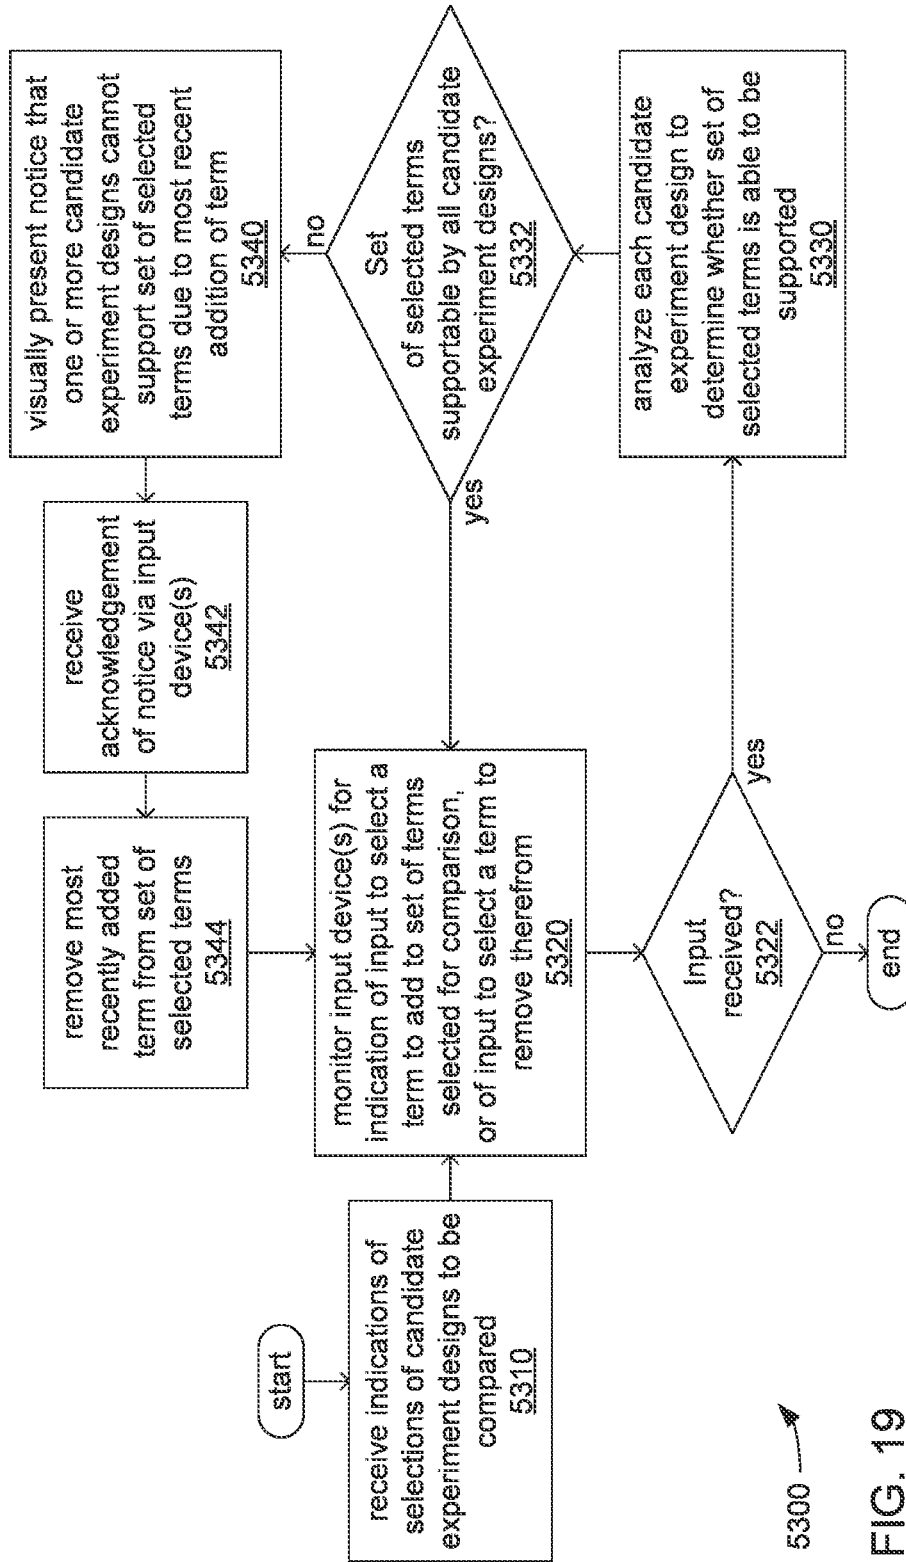 start
receive indications of
selections of candidate
experiment designs to be
compared
5310
monitor input device(s) for
indication of input to select a
term to add to set of terms
selected for comparison,
or of input to select a term to
remove therefrom
5320
Input
received?
5322
no
end
yes
analyze each candidate
experiment design to
determine whether set of
selected terms is able to be
supported
5330
Set
of selected terms
supportable by all candidate
experiment designs?
5332
yes
no
visually present notice that
one or more candidate
experiment designs cannot
support set of selected
terms due to most recent
addition of term
5340
receive
acknowledgement
of notice via input
device(s)
5342
remove most
recently added
term from set of
selected terms
5344
5300
FIG. 19